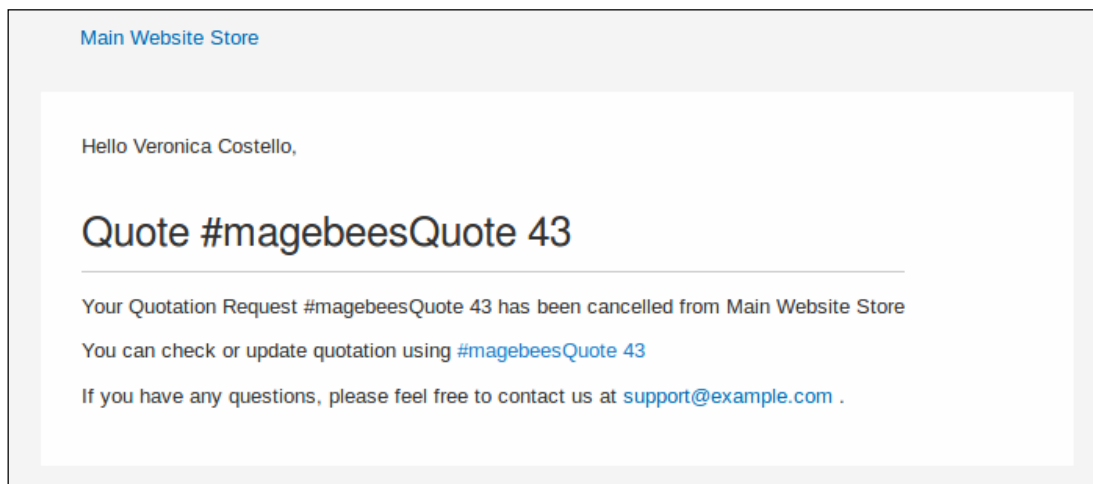 Main Website Store
Hello Veronica Costello,
Quote #magebeesQuote 43
Your Quotation Request #magebeesQuote 43 has been cancelled from Main Website Store
You can check or update quotation using #magebeesQuote 43
If you have any questions, please feel free to contact us at support@example.com .